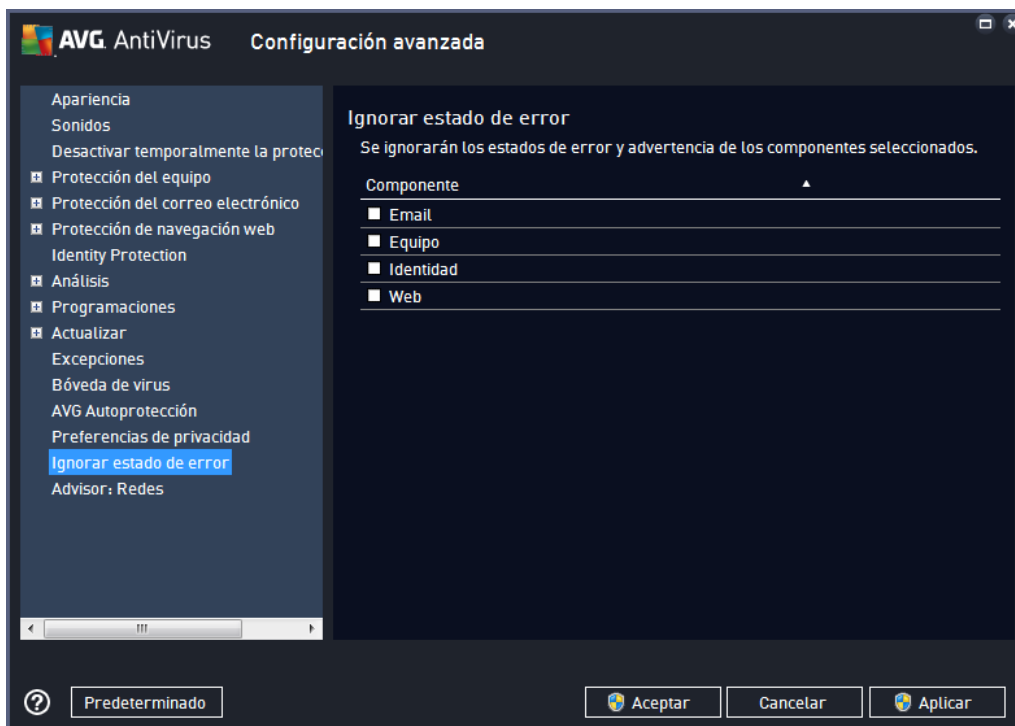 AVG AntiVirus Configuración avanzada
Apariencia
Sonidos
Desactivar temporalmente la protec
Protección del equipo
Protección del correo electrónico
Protección de navegación web
Identity Protection
Análisis
Programaciones
Actualizar
Excepciones
Bóveda de virus
AVG Autoprotección
Preferencias de privacidad
Ignorar estado de error
Advisor: Redes
Ignorar estado de error
Se ignorarán los estados de error y advertencia de los componentes seleccionados.
Componente
Email
Equipo
Identidad
Web
? Predeterminado Aceptar Cancelar Aplicar